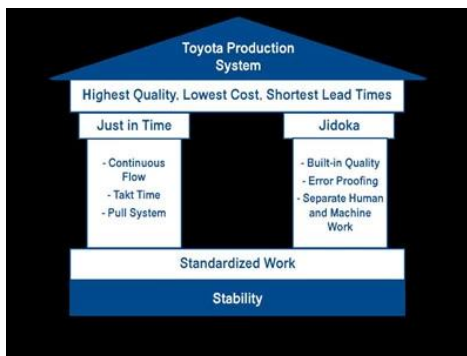 Toyota Production
System
Highest Quality, Lowest Cost, Shortest Lead Times
Just in Time
- Continuous
Flow
- Takt Time
- Pull System
Jidoka
- Built-in Quality
- Error Proofing
- Separate Human
and Machine
Work
Standardized Work
Stability